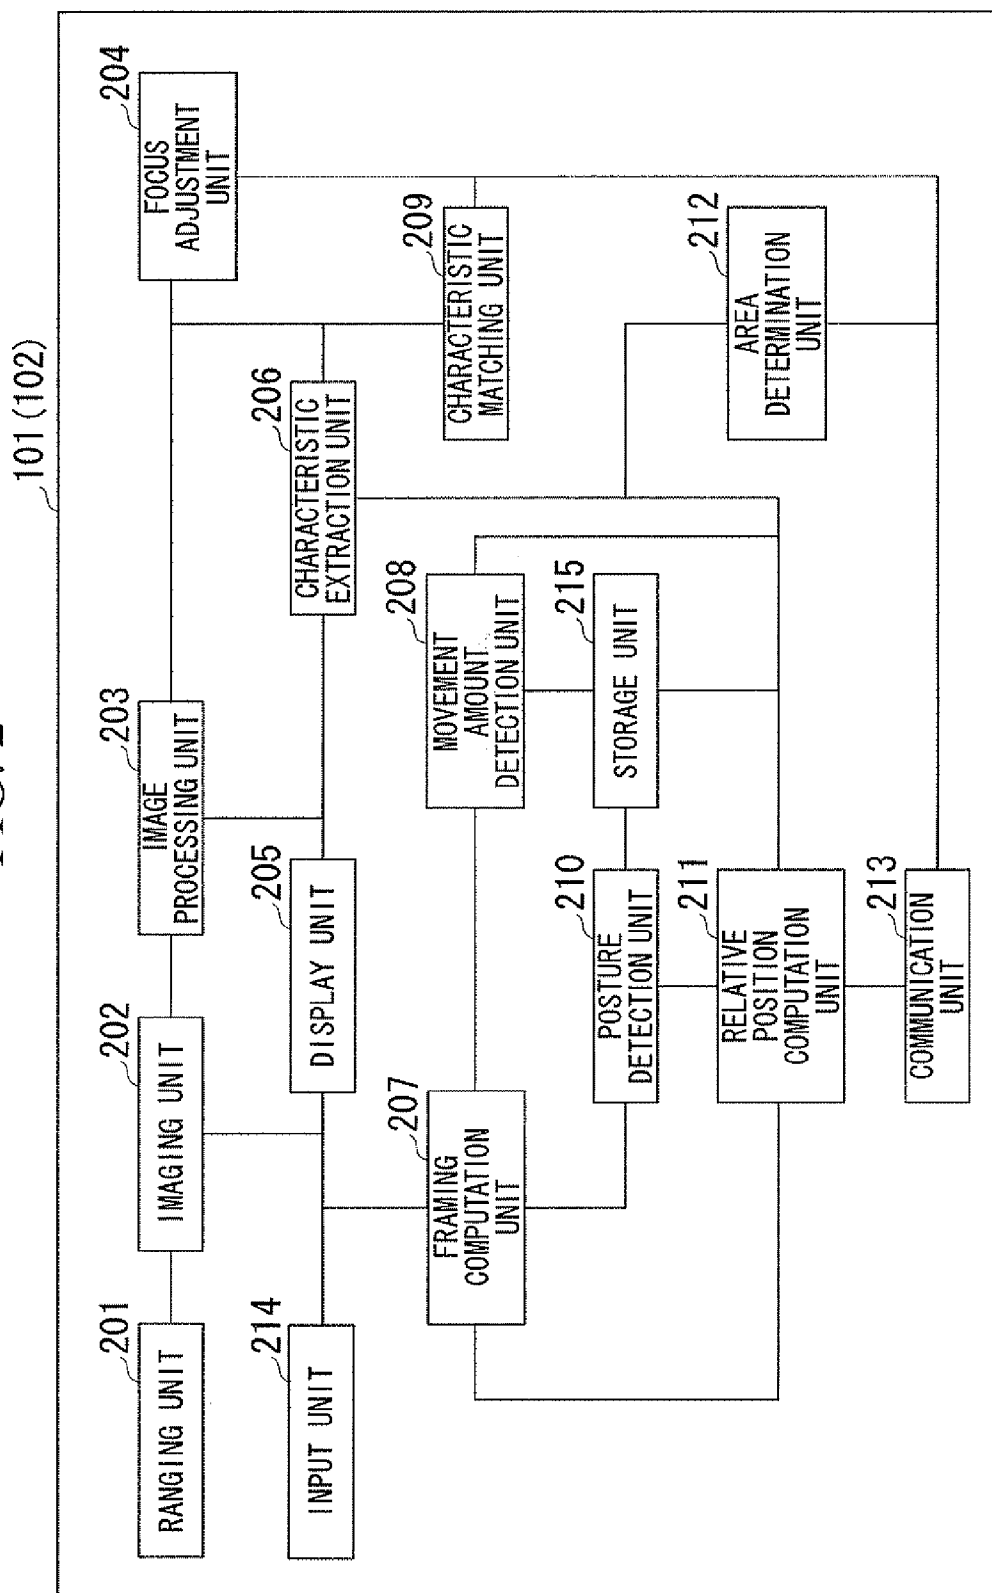 101 (102)
201
RANGING UNIT
202
IMAGING UNIT
203
IMAGE
PROCESSING UNIT
204
FOCUS
ADJUSTMENT
UNIT
214
INPUT UNIT
205
DISPLAY UNIT
206
CHARACTERISTIC
EXTRACTION UNIT
207
FRAMING
COMPUTATION
UNIT
208
MOVEMENT
AMOUNT
DETECTION UNIT
209
CHARACTERISTIC
MATCHING UNIT
210
POSTURE
DETECTION UNIT
215
STORAGE UNIT
211
RELATIVE
POSITION
COMPUTATION
UNIT
212
AREA
DETERMINATION
UNIT
213
COMMUNICATION
UNIT